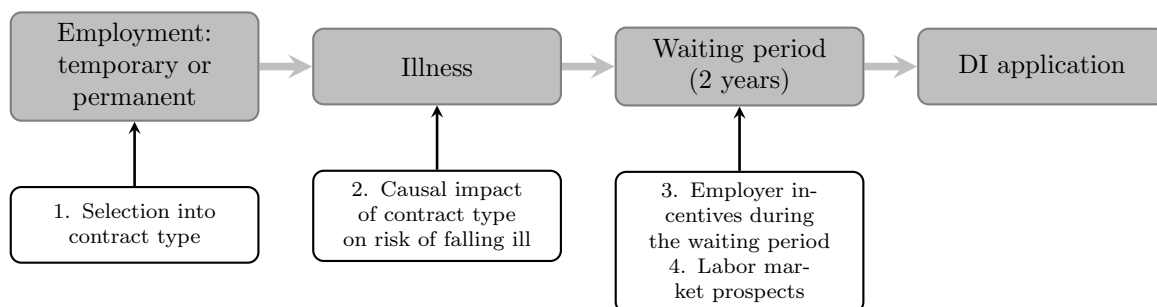 Employment:
temporary or
permanent
Illness
Waiting period
(2 years)
DI application
1. Selection into
contract type
2. Causal impact
of contract type
on risk of falling ill
3. Employer in-
centives during
the waiting period
4. Labor mar-
ket prospects